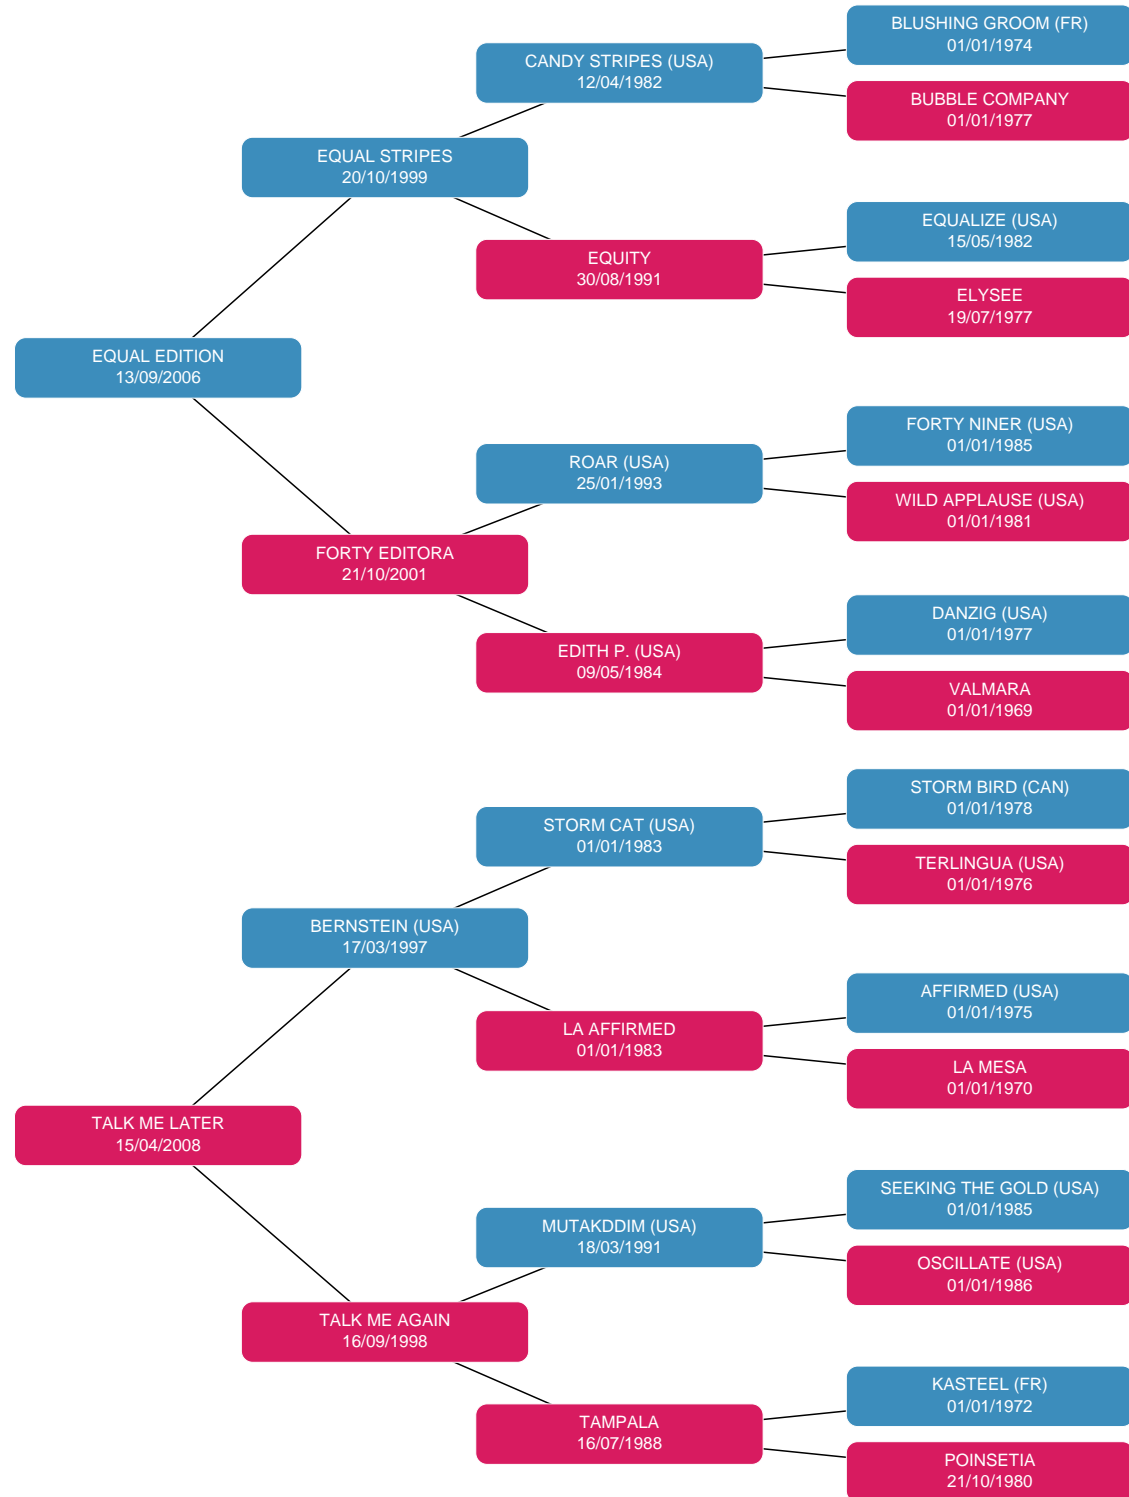 BLUSHING GROOM (FR)
01/01/1974
CANDY STRIPES (USA)
12/04/1982
BUBBLE COMPANY
01/01/1977
EQUAL STRIPES
20/10/1999
EQUALIZE (USA)
15/05/1982
EQUITY
30/08/1991
ELYSEE
19/07/1977
EQUAL EDITION
13/09/2006
FORTY NINER (USA)
01/01/1985
ROAR (USA)
25/01/1993
WILD APPLAUSE (USA)
01/01/1981
FORTY EDITORA
21/10/2001
DANZIG (USA)
01/01/1977
EDITH P. (USA)
09/05/1984
VALMARA
01/01/1969
STORM BIRD (CAN)
01/01/1978
STORM CAT (USA)
01/01/1983
TERLINGUA (USA)
01/01/1976
BERNSTEIN (USA)
17/03/1997
AFFIRMED (USA)
01/01/1975
LA AFFIRMED
01/01/1983
LA MESA
01/01/1970
TALK ME LATER
15/04/2008
SEEKING THE GOLD (USA)
01/01/1985
MUTAKDDIM (USA)
18/03/1991
OSCILLATE (USA)
01/01/1986
TALK ME AGAIN
16/09/1998
KASTEEL (FR)
01/01/1972
TAMPALA
16/07/1988
POINSETIA
21/10/1980